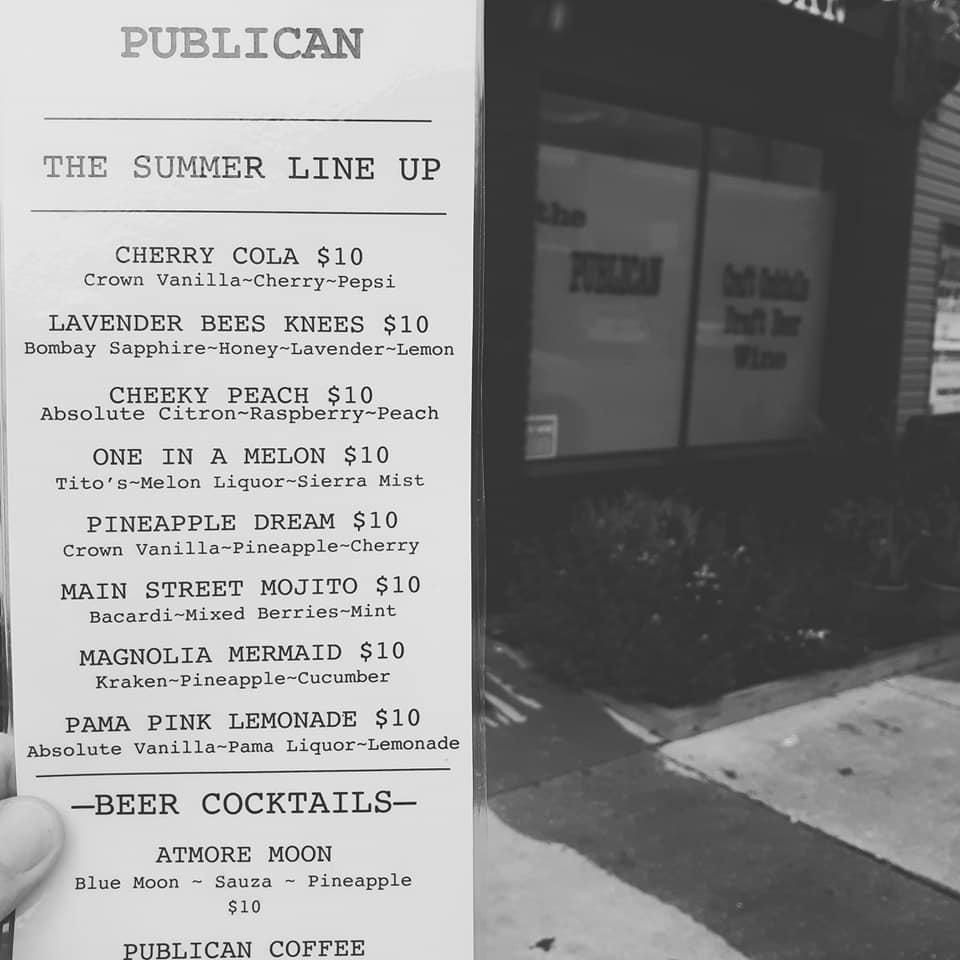 PUBLICAN
THE SUMMER LINE UP
CHERRY COLA $10
Crown Vanilla~Cherry~Pepsi
LAVENDER BEES KNEES $10
Bombay Sapphire~Honey~Lavender~Lemon
CHEEKY PEACH $10
Absolute Citron~Raspberry~Peach
ONE IN A MELON $10
Tito's~Melon Liquor~Sierra Mist
PINEAPPLE DREAM $10
Crown Vanilla~Pineapple~Cherry
MAIN STREET MOJITO $10
Bacardi~Mixed Berries~Mint
MAGNOLIA MERMAID $10
Kraken~Pineapple~Cucumber
PAMA PINK LEMONADE $10
Absolute Vanilla~Pama Liquor~Lemonade
—BEER COCKTAILS—
ATMORE MOON
Blue Moon ~ Sauza ~ Pineapple
$10
PUBLICAN COFFEE
the
PUBLICAN
Craft Cocktails
Draft Beer
Wine